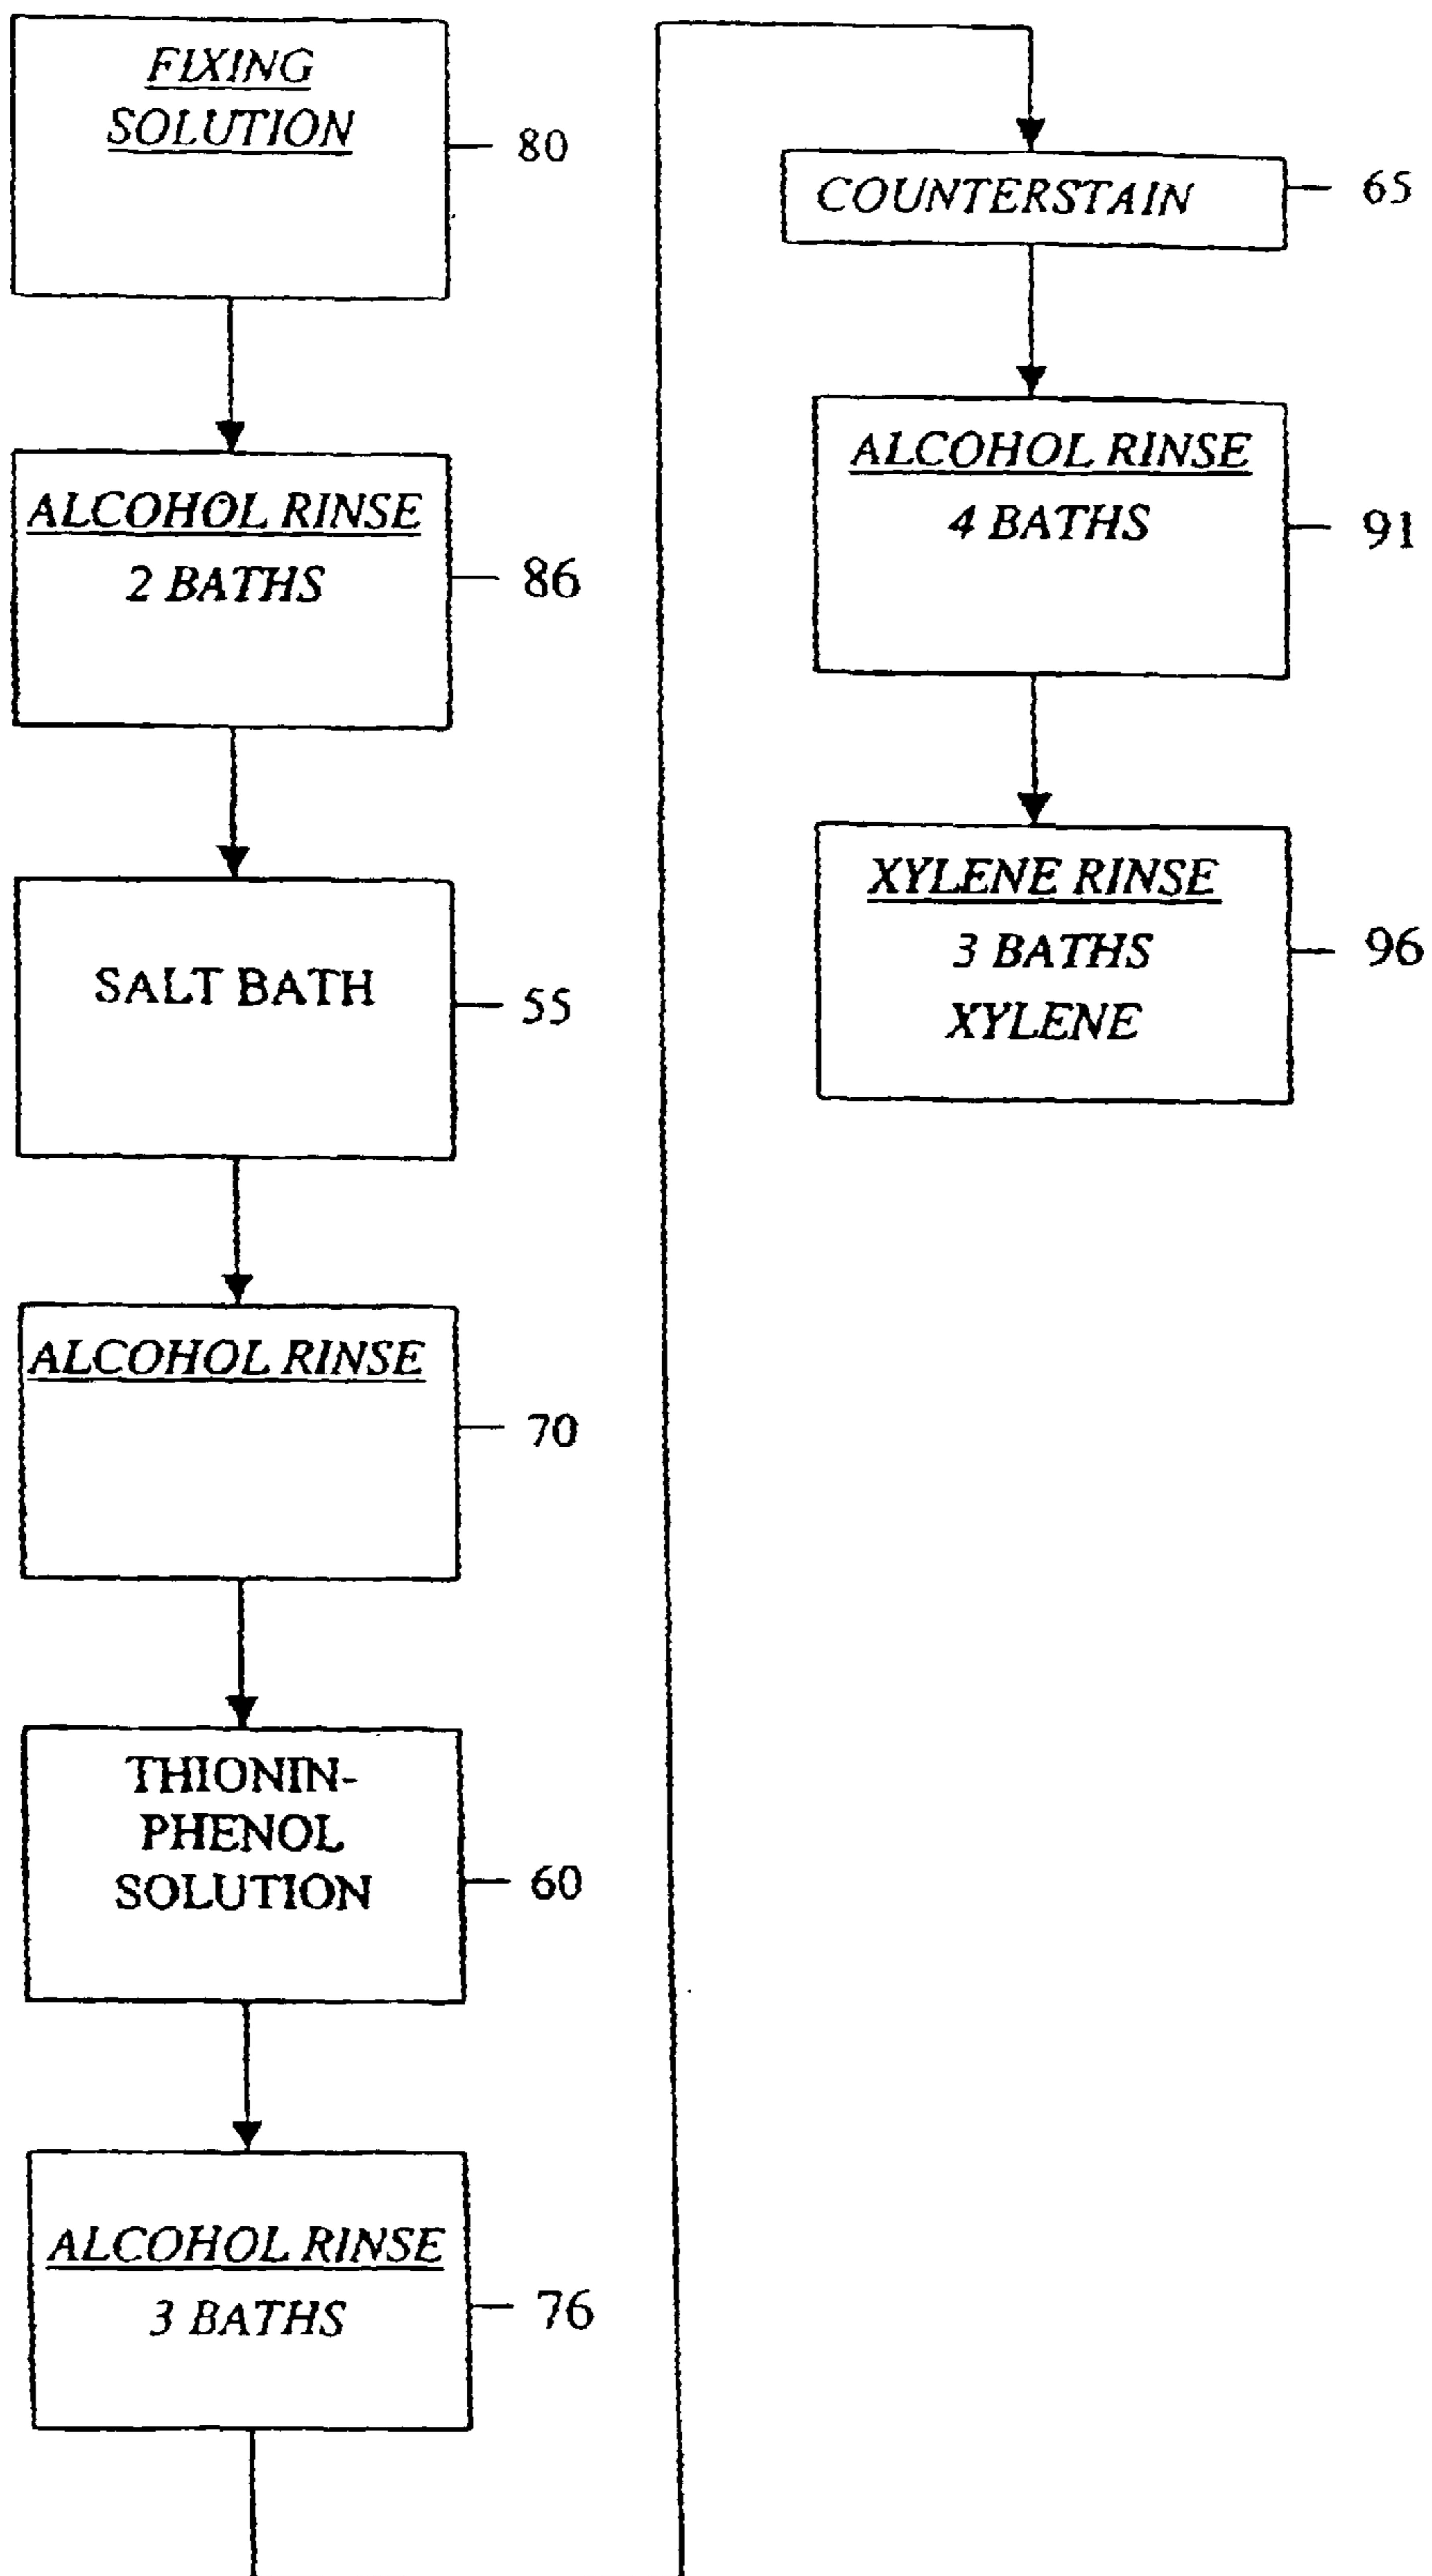 FIXING
SOLUTION
80
ALCOHOL RINSE
2 BATHS
86
SALT BATH
55
ALCOHOL RINSE
70
THIONIN-
PHENOL
SOLUTION
60
ALCOHOL RINSE
3 BATHS
76
COUNTERSTAIN
65
ALCOHOL RINSE
4 BATHS
91
XYLENE RINSE
3 BATHS
XYLENE
96